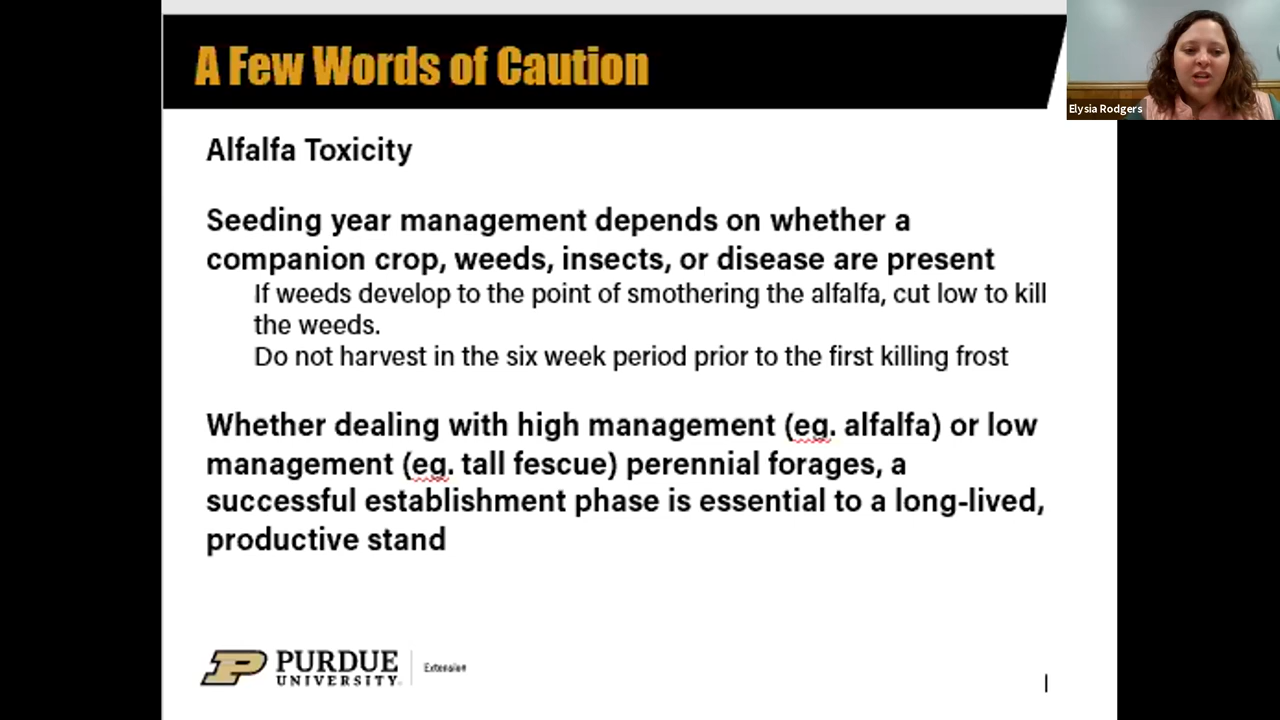 A Few Words of Caution
Elysia Rodgers
Alfalfa Toxicity
Seeding year management depends on whether a
companion crop, weeds, insects, or disease are present
If weeds develop to the point of smothering the alfalfa, cut low to kill
the weeds.
Do not harvest in the six week period prior to the first killing frost
Whether dealing with high management (eg. alfalfa) or low
management (eg. tall fescue) perennial forages, a
successful establishment phase is essential to a long-lived,
productive stand
PURDUE
UNIVERSITY
Extension